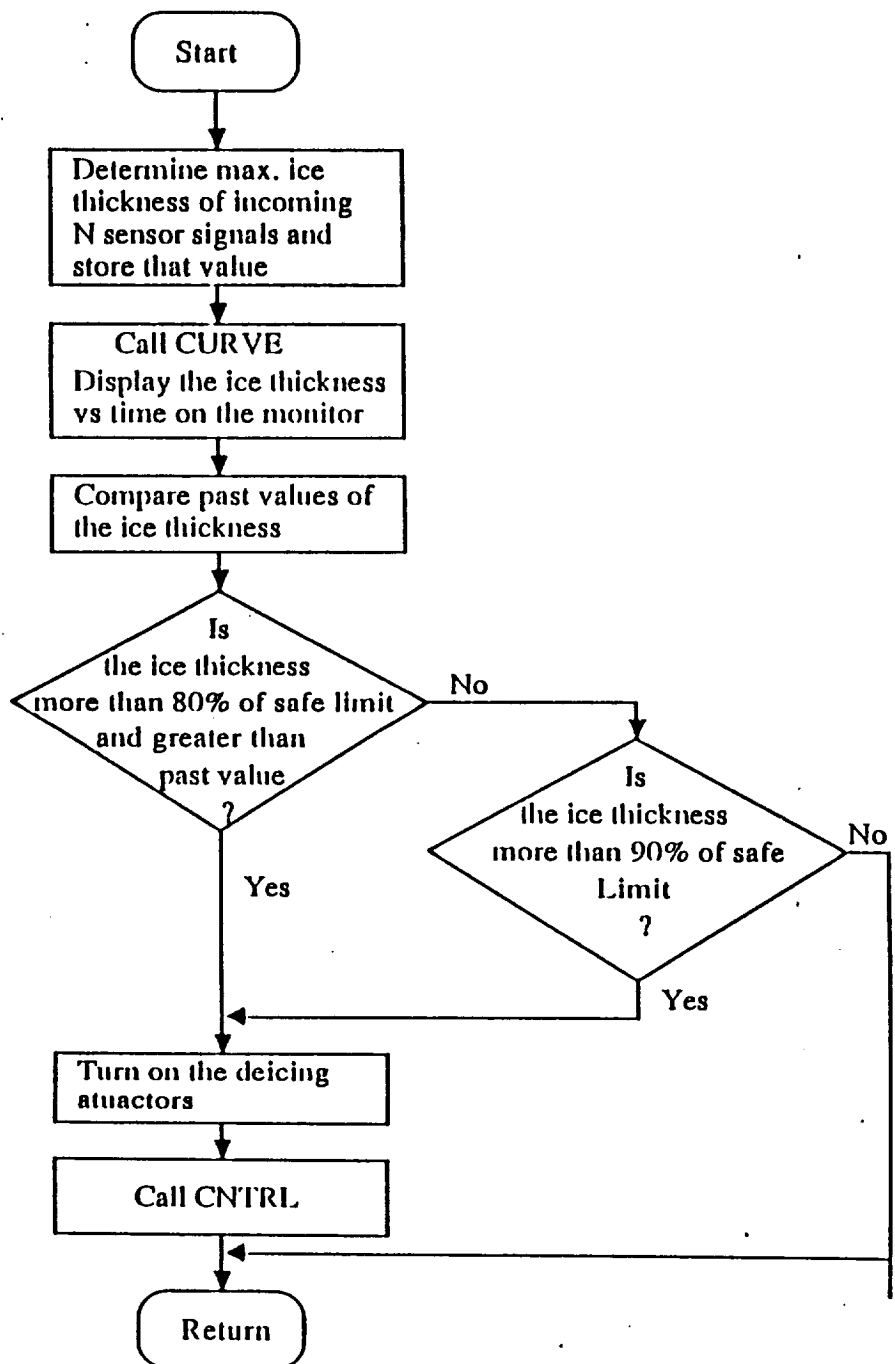 Start
Determine max. ice
thickness of incoming
N sensor signals and
store that value
Call CURVE
Display the ice thickness
vs time on the monitor
Compare past values of
the ice thickness
Is
the ice thickness
more than 80% of safe limit
and greater than
past value
?
No
Yes
Is
the ice thickness
more than 90% of safe
Limit
?
No
Yes
Turn on the deicing
atuactors
Call CNTRL
Return